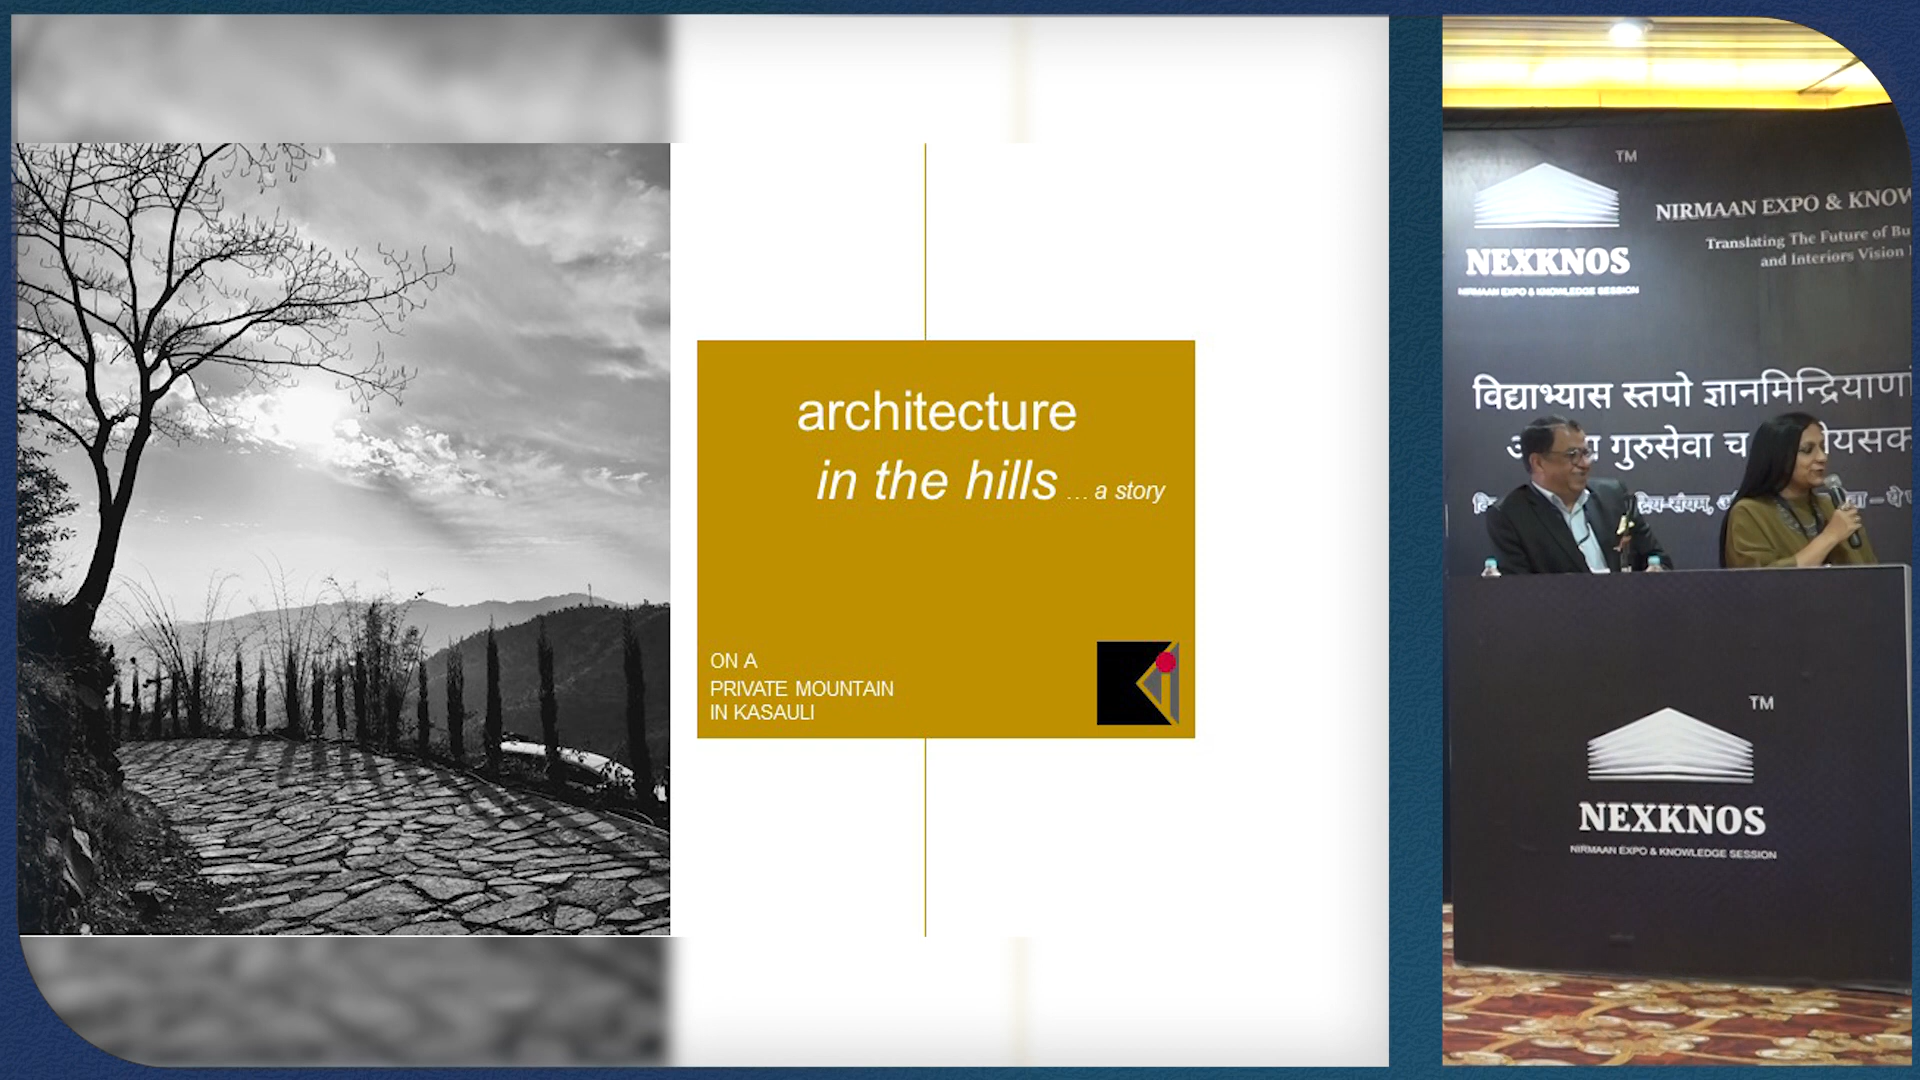 architecture
in the hills ... a story
ON A
PRIVATE MOUNTAIN
IN KASAULI
TM
NEXKNOS
NIRMAAN EXPO & KNOWLEDGE SESSION
NIRMAAN EXPO & KNOW
Translating The Future of Bu
and Interiors Vision
विद्याभ्यास स्तपो ज्ञानमिन्द्रियाणां
गुरुसेवा च
TM
NEXKNOS
NIRMAAN EXPO & KNOWLEDGE SESSION